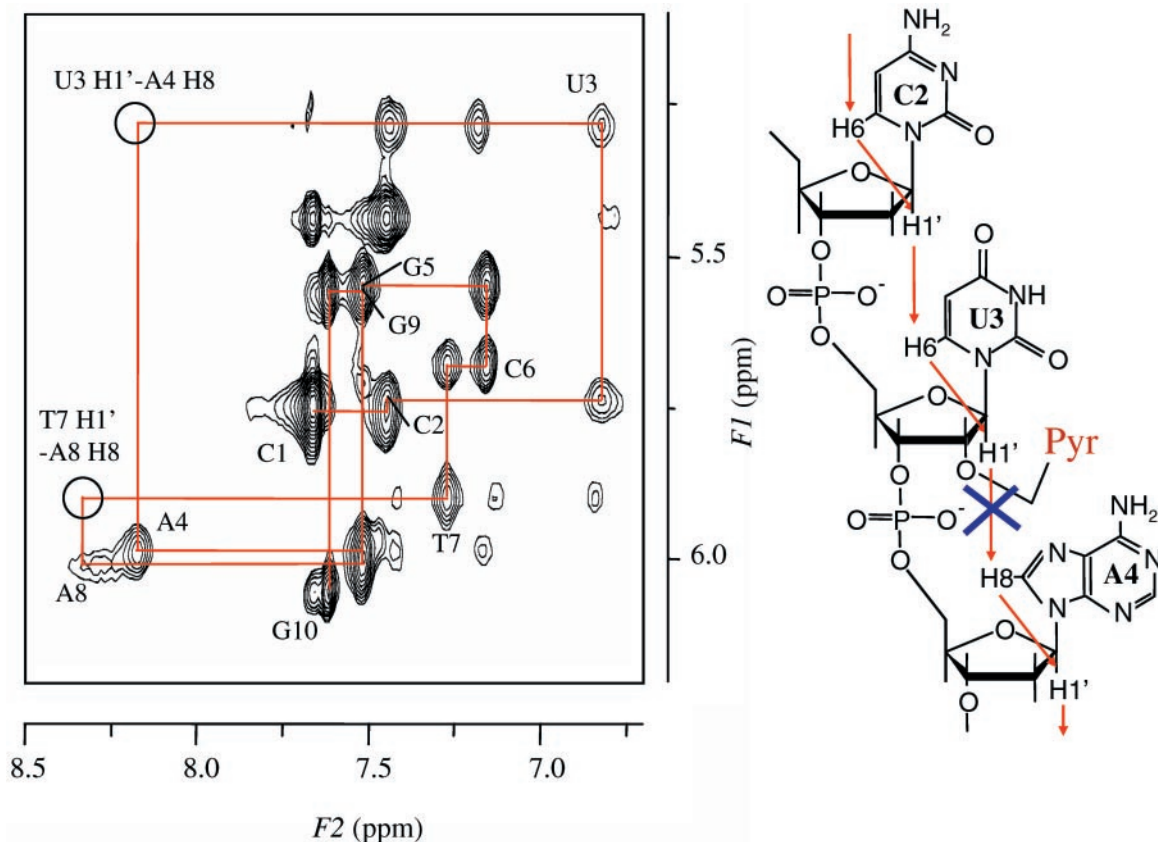 U3 H1'-A4 H8
U3
G5
G9
C6
T7 H1'
-A8 H8
C1
C2
A4
A8
T7
G10
5.5
6.0
F1 (ppm)
8.5 8.0 7.5 7.0
F2 (ppm)
NH2
C2
N
H6
N
O
O
H1'
O
O=P-O-
O
O
U3
NH
H6
N
O
O
H1'
O
O
Pyr
O=P-O-
O
NH2
N
A4
N
H8
N
N
O
H1'
O